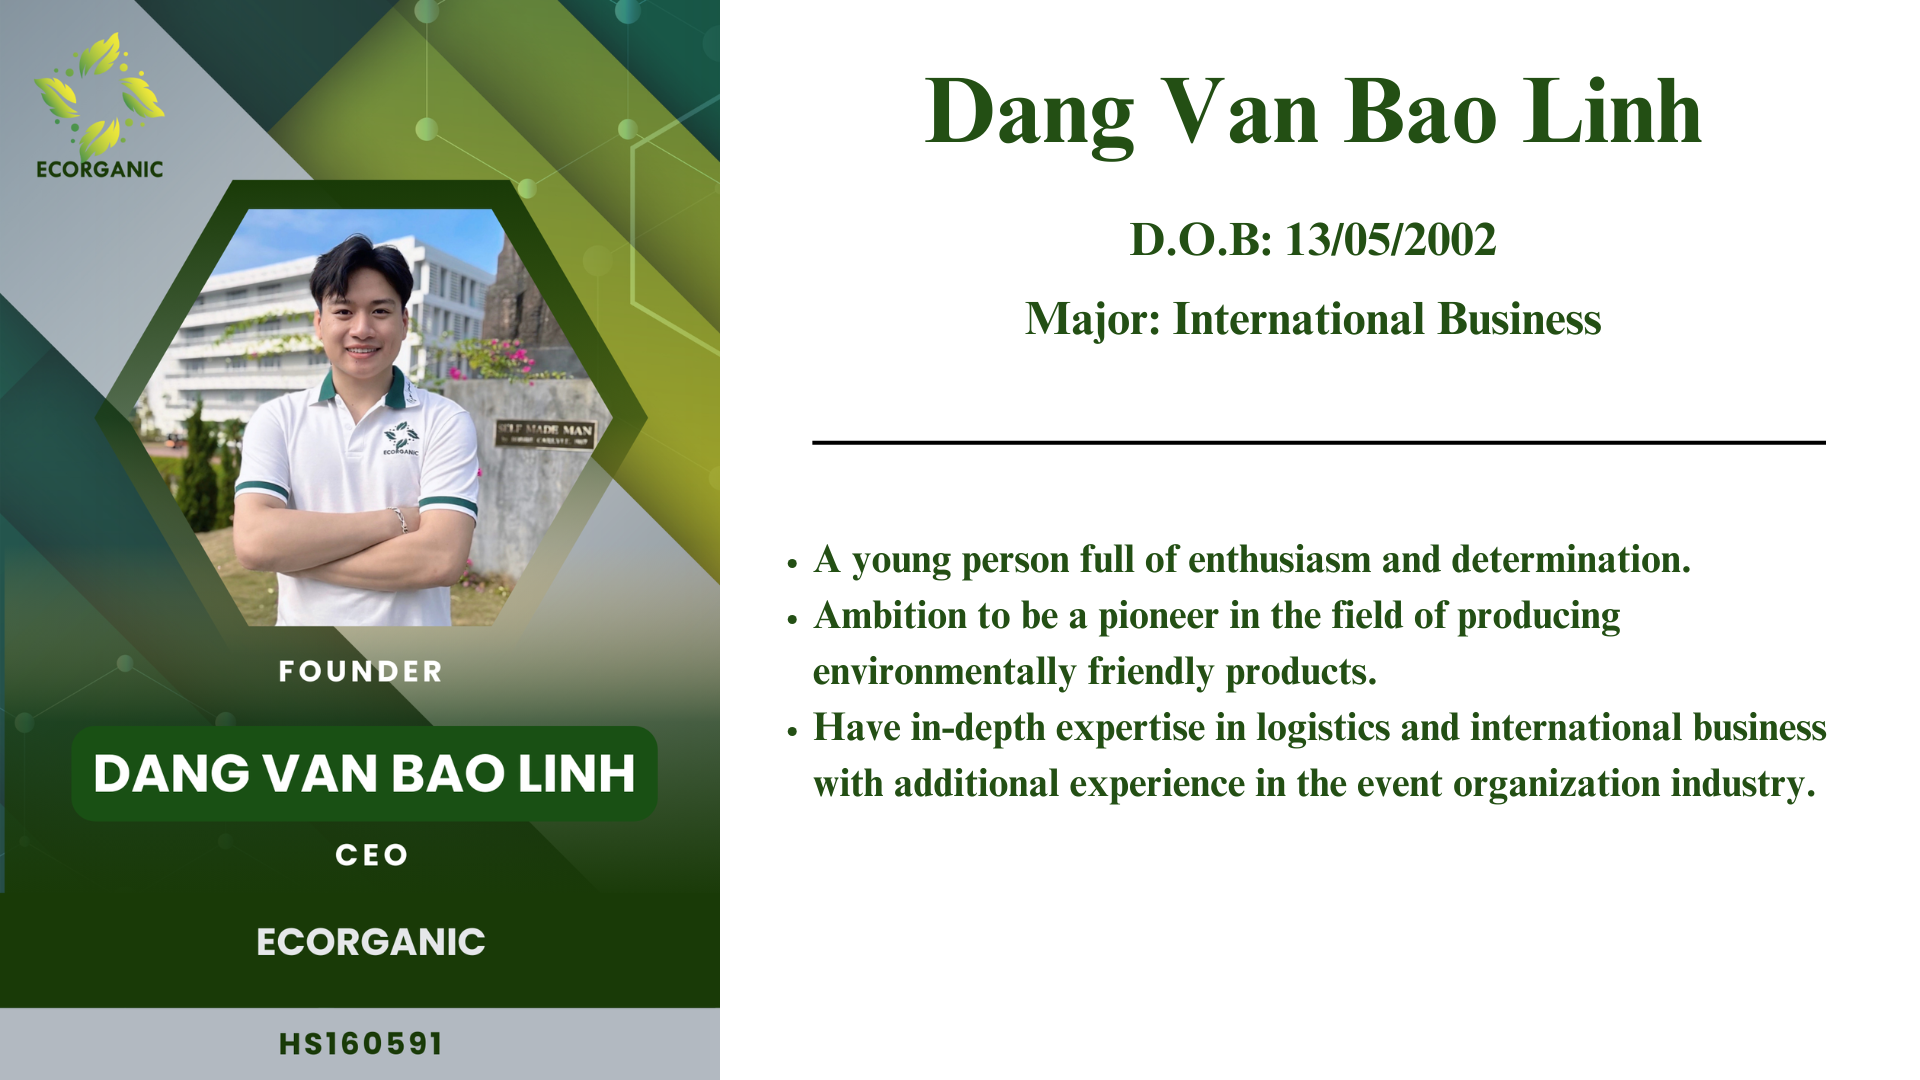 ECORGANIC
SELF MADE MAN
ECORGANIC
FOUNDER
DANG VAN BAO LINH
CEO
ECORGANIC
HS160591
Dang Van Bao Linh
D.O.B: 13/05/2002
Major: International Business
• A young person full of enthusiasm and determination.
• Ambition to be a pioneer in the field of producing
environmentally friendly products.
• Have in-depth expertise in logistics and international business
with additional experience in the event organization industry.